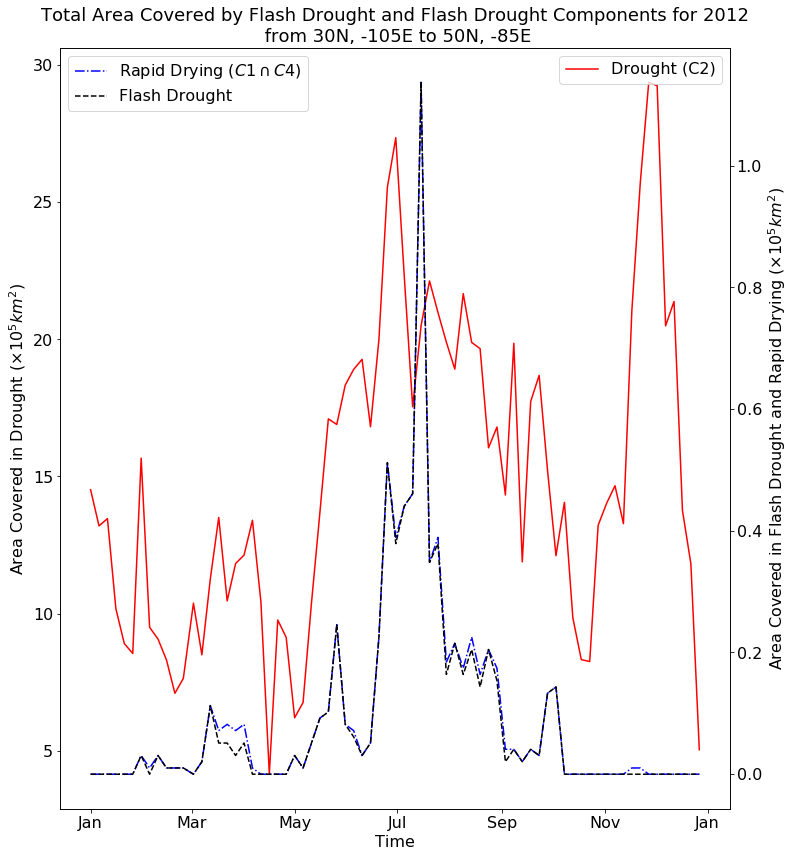 Total Area Covered by Flash Drought and Flash Drought Components for 2012
from 30N, -105E to 50N, -85E
Rapid Drying (C1 ∩ C4)
Flash Drought
Drought (C2)
Area Covered in Drought (×10⁵km²)
30
25
20
15
10
5
1.0
0.8
0.6
0.4
0.2
0.0
Area Covered in Flash Drought and Rapid Drying (×10⁵km²)
Jan Mar May Jul Sep Nov Jan
Time